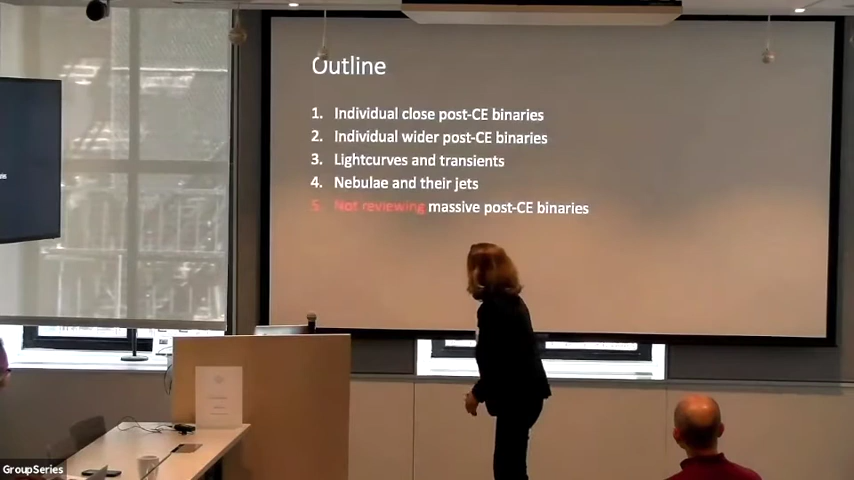 Outline
1. Individual close post-CE binaries
2. Individual wider post-CE binaries
3. Lightcurves and transients
4. Nebulae and their jets
5. Not reviewing massive post-CE binaries
GroupSeries